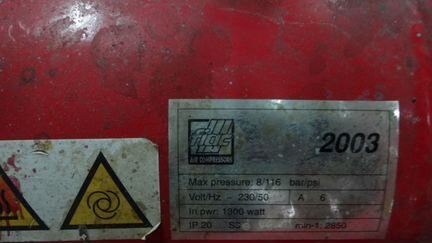 fiac
AIR COMPRESSORS
2003
Max pressure: 8/116 bar/psi
Volt/Hz ~ 230/50 A 6
In.pwr: 1300 watt
IP 20 S3 min-1: 2850